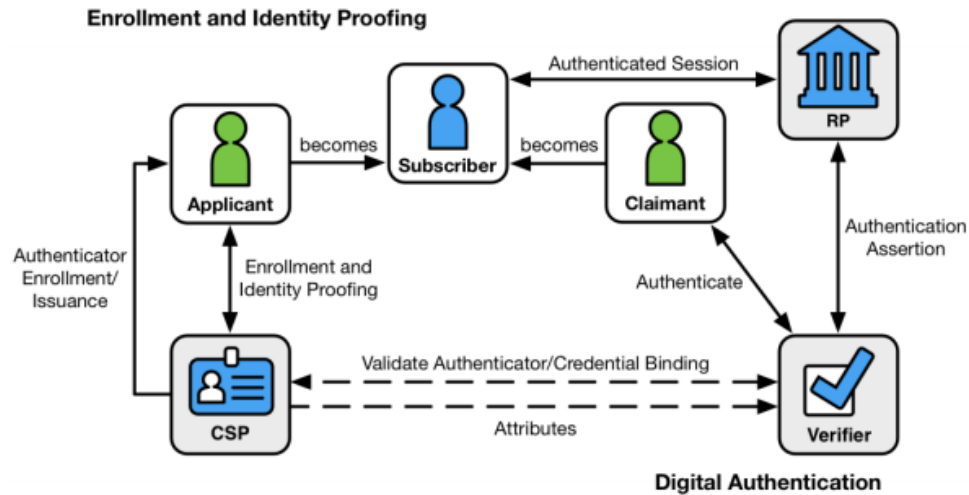 Enrollment and Identity Proofing
Authenticated Session
RP
becomes
Subscriber
becomes
Applicant
Claimant
Authenticator
Enrollment/
Issuance
Enrollment and
Identity Proofing
Authenticate
Authentication
Assertion
Validate Authenticator/Credential Binding
CSP
Attributes
Verifier
Digital Authentication